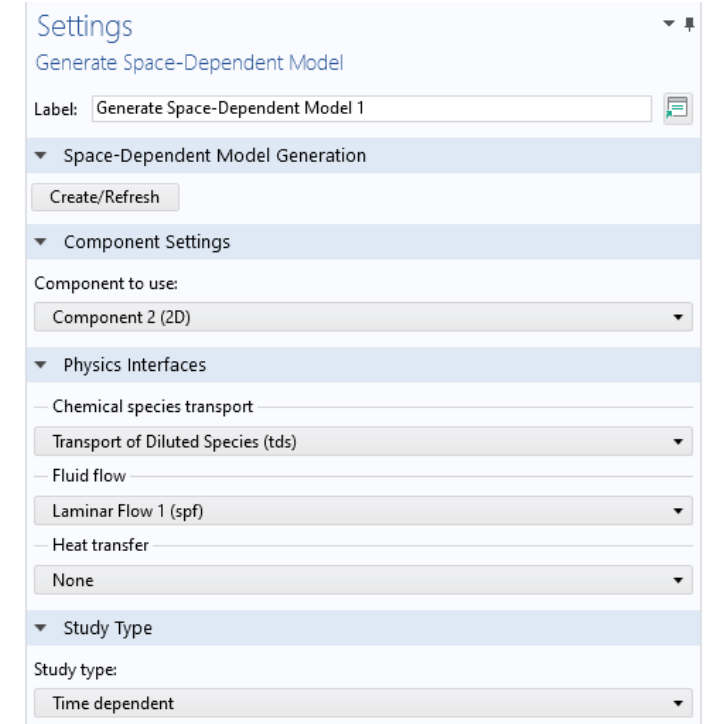 Settings
Generate Space-Dependent Model
Label: Generate Space-Dependent Model 1
Space-Dependent Model Generation
Create/Refresh
Component Settings
Component to use:
Component 2 (2D)
Physics Interfaces
Chemical species transport
Transport of Diluted Species (tds)
Fluid flow
Laminar Flow 1 (spf)
Heat transfer
None
Study Type
Study type:
Time dependent